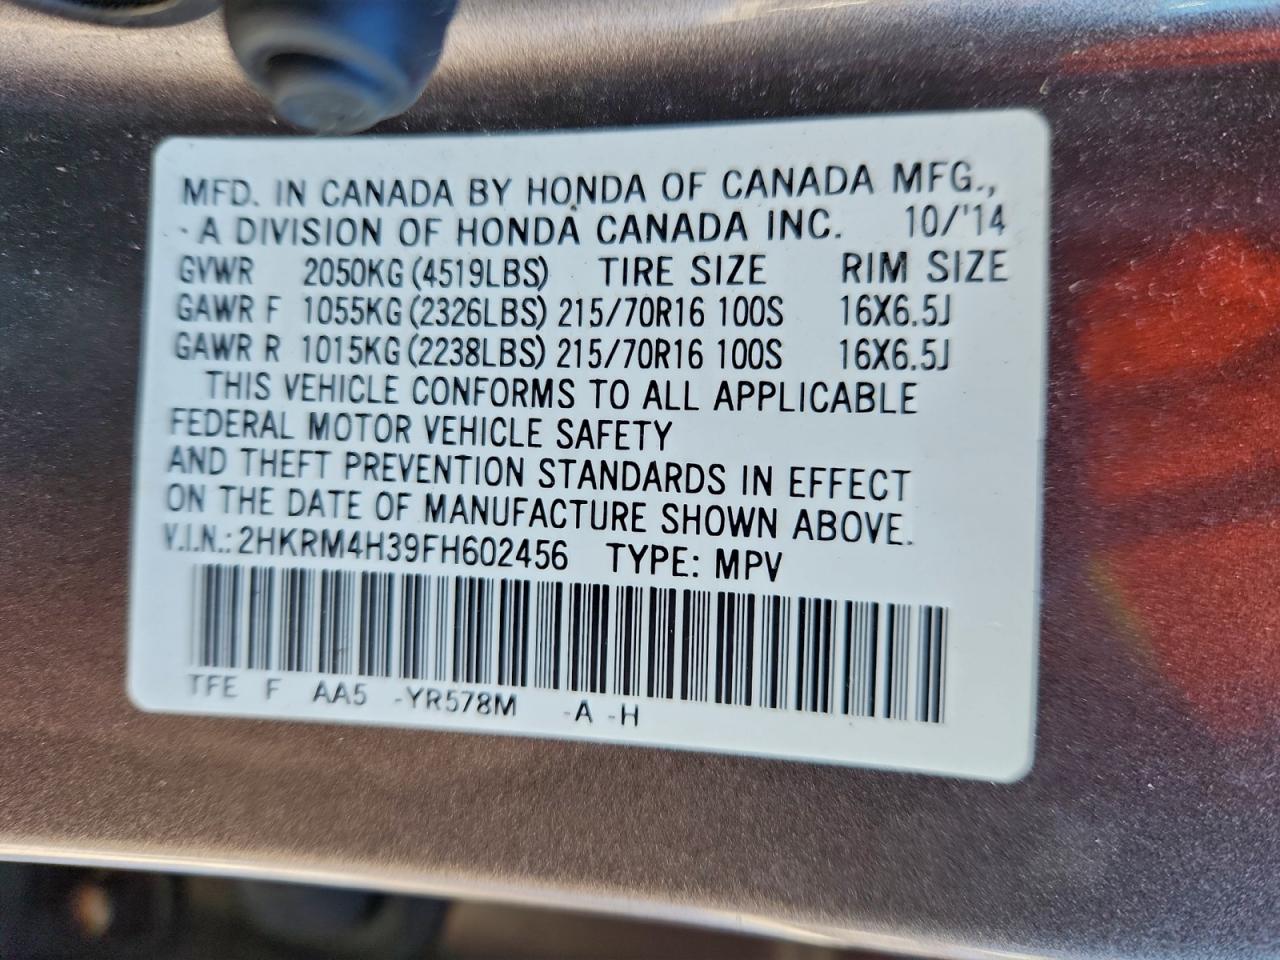 MFD. IN CANADA BY HONDA OF CANADA MFG.,
- A DIVISION OF HONDA CANADA INC. 10/'14
GVWR 2050KG (4519LBS) TIRE SIZE RIM SIZE
GAWR F 1055KG (2326LBS) 215/70R16 100S 16X6.5J
GAWR R 1015KG (2238LBS) 215/70R16 100S 16X6.5J
THIS VEHICLE CONFORMS TO ALL APPLICABLE
FEDERAL MOTOR VEHICLE SAFETY
AND THEFT PREVENTION STANDARDS IN EFFECT
ON THE DATE OF MANUFACTURE SHOWN ABOVE.
V.I.N.: 2HKRM4H39FH602456 TYPE: MPV
TFE F AA5 -YR578M -A -H